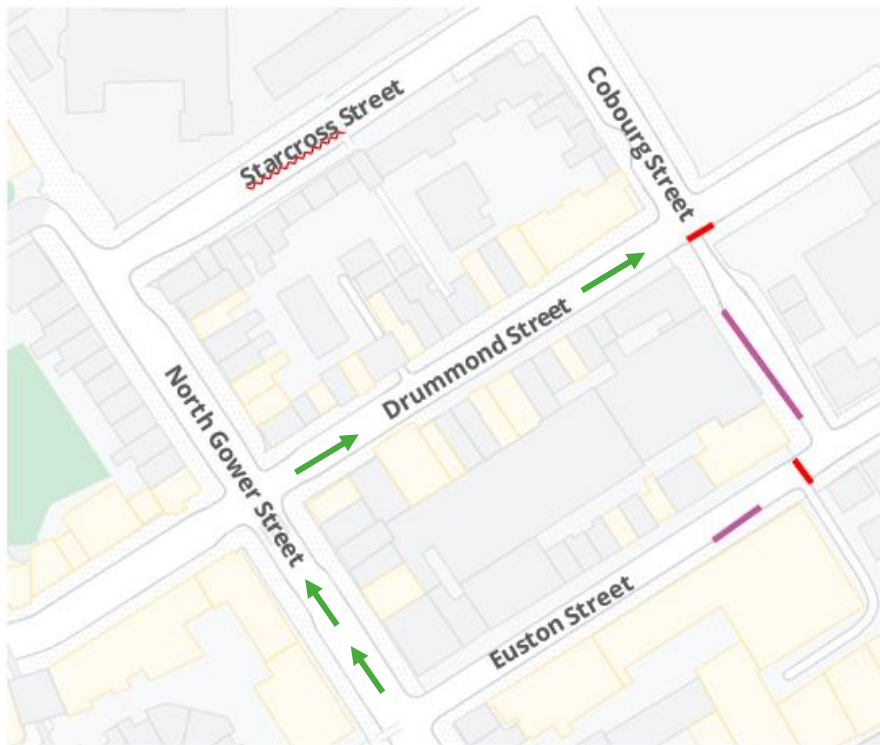 Starcross Street
Cobourg Street
Drummond Street
North Gower Street
Euston Street